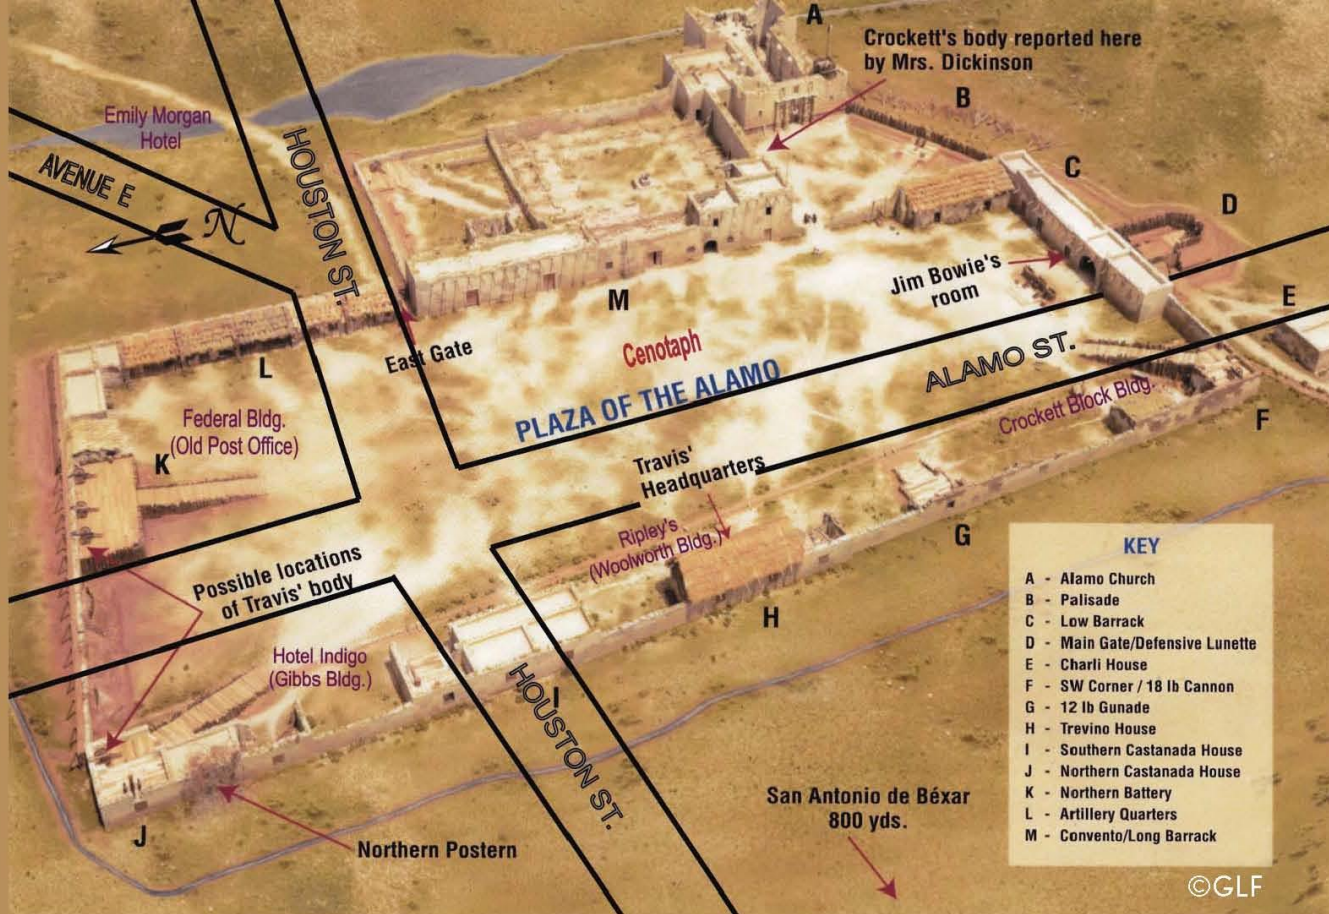 A
Crockett's body reported here
by Mrs. Dickinson
B
Emily Morgan
Hotel
HOUSTON ST.
AVENUE E
N
C
D
Jim Bowie's
room
E
M
East Gate
Cenotaph
PLAZA OF THE ALAMO
ALAMO ST.
L
Federal Bldg.
(Old Post Office)
K
Crockett Block Bldg.
F
Travis'
Headquarters
Ripley's
(Woolworth Bldg.)
G
H
Possible locations
of Travis' body
Hotel Indigo
(Gibbs Bldg.)
I
HOUSTON ST.
J
Northern Postern
San Antonio de Béxar
800 yds.
KEY
A - Alamo Church
B - Palisade
C - Low Barrack
D - Main Gate/Defensive Lunette
E - Charli House
F - SW Corner / 18 lb Cannon
G - 12 lb Gunade
H - Trevino House
I - Southern Castanada House
J - Northern Castanada House
K - Northern Battery
L - Artillery Quarters
M - Convento/Long Barrack
©GLF